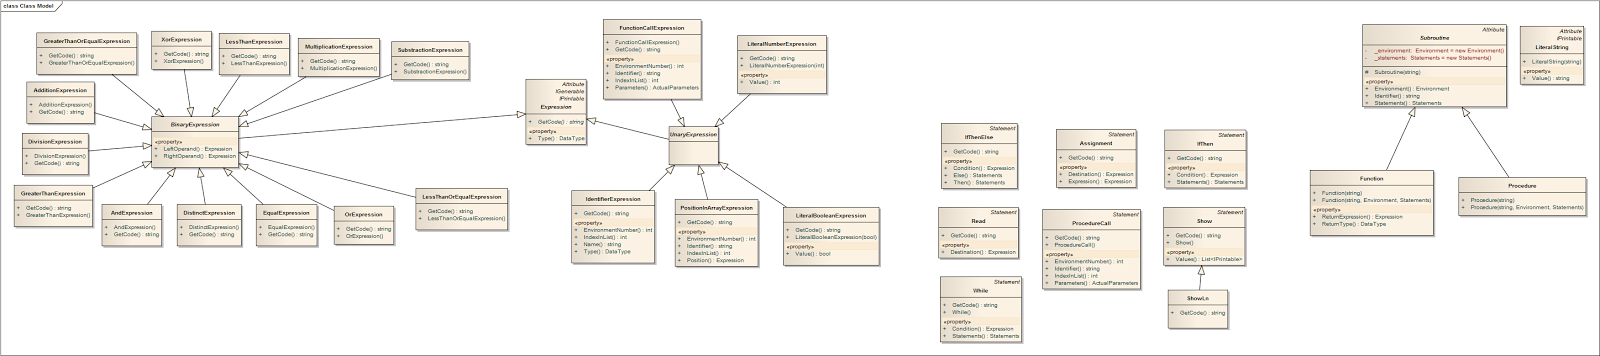 class Class Model
GreaterThanOrEqualExpression
+ GetCode() : string
+ GreaterThanOrEqualExpression()
XorExpression
+ GetCode() : string
+ XorExpression()
LessThanExpression
+ GetCode() : string
+ LessThanExpression()
MultiplicationExpression
+ GetCode() : string
+ MultiplicationExpression()
SubstractionExpression
+ GetCode() : string
+ SubstractionExpression()
AdditionExpression
+ AdditionExpression()
+ GetCode() : string
DivisionExpression
+ DivisionExpression()
+ GetCode() : string
GreaterThanExpression
+ GetCode() : string
+ GreaterThanExpression()
AndExpression
+ AndExpression()
+ GetCode() : string
DistinctExpression
+ DistinctExpression()
+ GetCode() : string
EqualExpression
+ EqualExpression()
+ GetCode() : string
OrExpression
+ GetCode() : string
+ OrExpression()
LessThanOrEqualExpression
+ GetCode() : string
+ LessThanOrEqualExpression()
BinaryExpression
«property»
+ LeftOperand() : Expression
+ RightOperand() : Expression
Attribute
IGenerable
IPrintable
Expression
+ GetCode() : string
«property»
+ Type() : DataType
FunctionCallExpression
+ FunctionCallExpression()
+ GetCode() : string
«property»
+ EnvironmentNumber() : int
+ Identifier() : string
+ IndexInList() : int
+ Parameters() : ActualParameters
LiteralNumberExpression
+ GetCode() : string
+ LiteralNumberExpression(int)
«property»
+ Value() : int
UnaryExpression
IdentifierExpression
+ GetCode() : string
«property»
+ EnvironmentNumber() : int
+ IndexInList() : int
+ Name() : string
+ Type() : DataType
PositionInArrayExpression
+ GetCode() : string
«property»
+ EnvironmentNumber() : int
+ Identifier() : string
+ IndexInList() : int
+ Position() : Expression
LiteralBooleanExpression
+ GetCode() : string
+ LiteralBooleanExpression(bool)
«property»
+ Value() : bool
Statement
IfThenElse
+ GetCode() : string
«property»
+ Condition() : Expression
+ Else() : Statements
+ Then() : Statements
Statement
Assignment
+ GetCode() : string
«property»
+ Destination() : Expression
+ Expression() : Expression
Statement
IfThen
+ GetCode() : string
«property»
+ Condition() : Expression
+ Statements() : Statements
Statement
Read
+ GetCode() : string
«property»
+ Destination() : Expression
Statement
ProcedureCall
+ GetCode() : string
+ ProcedureCall()
«property»
+ EnvironmentNumber() : int
+ Identifier() : string
+ IndexInList() : int
+ Parameters() : ActualParameters
Statement
Show
+ GetCode() : string
+ Show()
«property»
+ Values() : List<IPrintable>
Statement
While
+ GetCode() : string
+ While()
«property»
+ Condition() : Expression
+ Statements() : Statements
ShowLn
+ GetCode() : string
Attribute
Subroutine
- _environment: Environment = new Environment()
- _statements: Statements = new Statements()
# Subroutine(string)
«property»
+ Environment() : Environment
+ Identifier() : string
+ Statements() : Statements
Attribute
IPrintable
LiteralString
+ LiteralString(string)
«property»
+ Value() : string
Function
+ Function(string)
+ Function(string, Environment, Statements)
«property»
+ ReturnExpression() : Expression
+ ReturnType() : DataType
Procedure
+ Procedure(string)
+ Procedure(string, Environment, Statements)